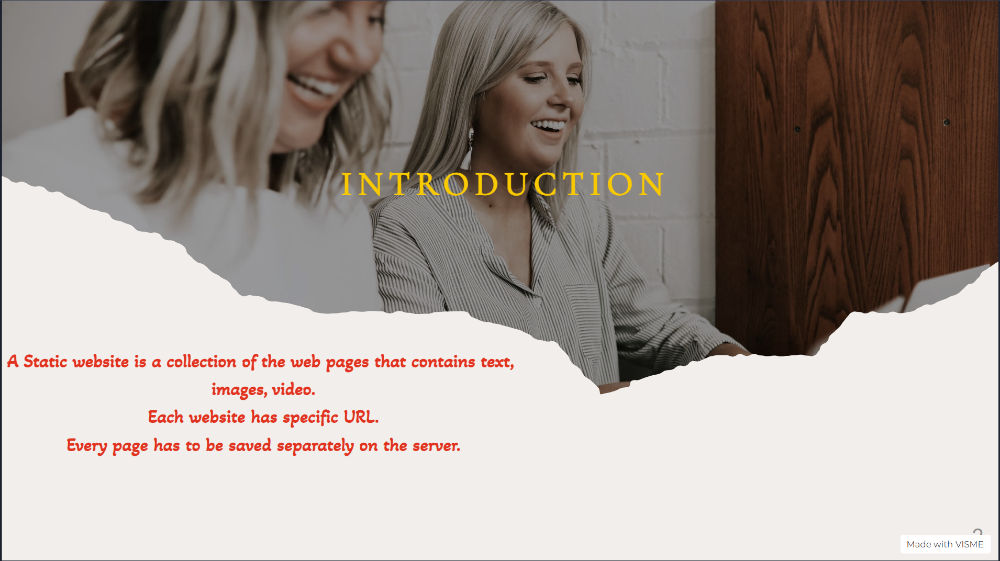 INTRODUCTION
A Static website is a collection of the web pages that contains text,
images, video.
Each website has specific URL.
Every page has to be saved separately on the server.
Made with VISME